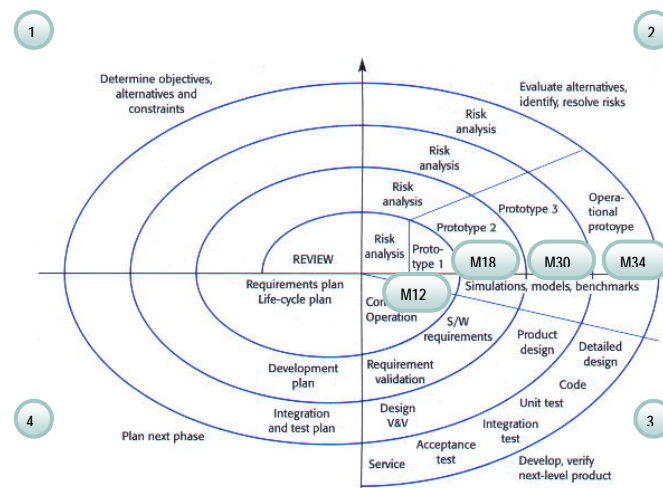 1
2
Determine objectives,
alternatives and
constraints
Evaluate alternatives,
identify, resolve risks
Risk
analysis
Risk
analysis
Risk
analysis
Risk
analysis
Proto-
type 1
Prototype 2
Prototype 3
Opera-
tional
protoype
REVIEW
M12
M18
M30
M34
Requirements plan
Life-cycle plan
Simulations, models, benchmarks
Operation
S/W
requirements
Product
design
Detailed
design
Development
plan
Requirement
validation
Code
Unit test
Integration
and test plan
Design
V&V
Integration
test
Acceptance
test
Service
4
3
Plan next phase
Develop, verify
next-level product